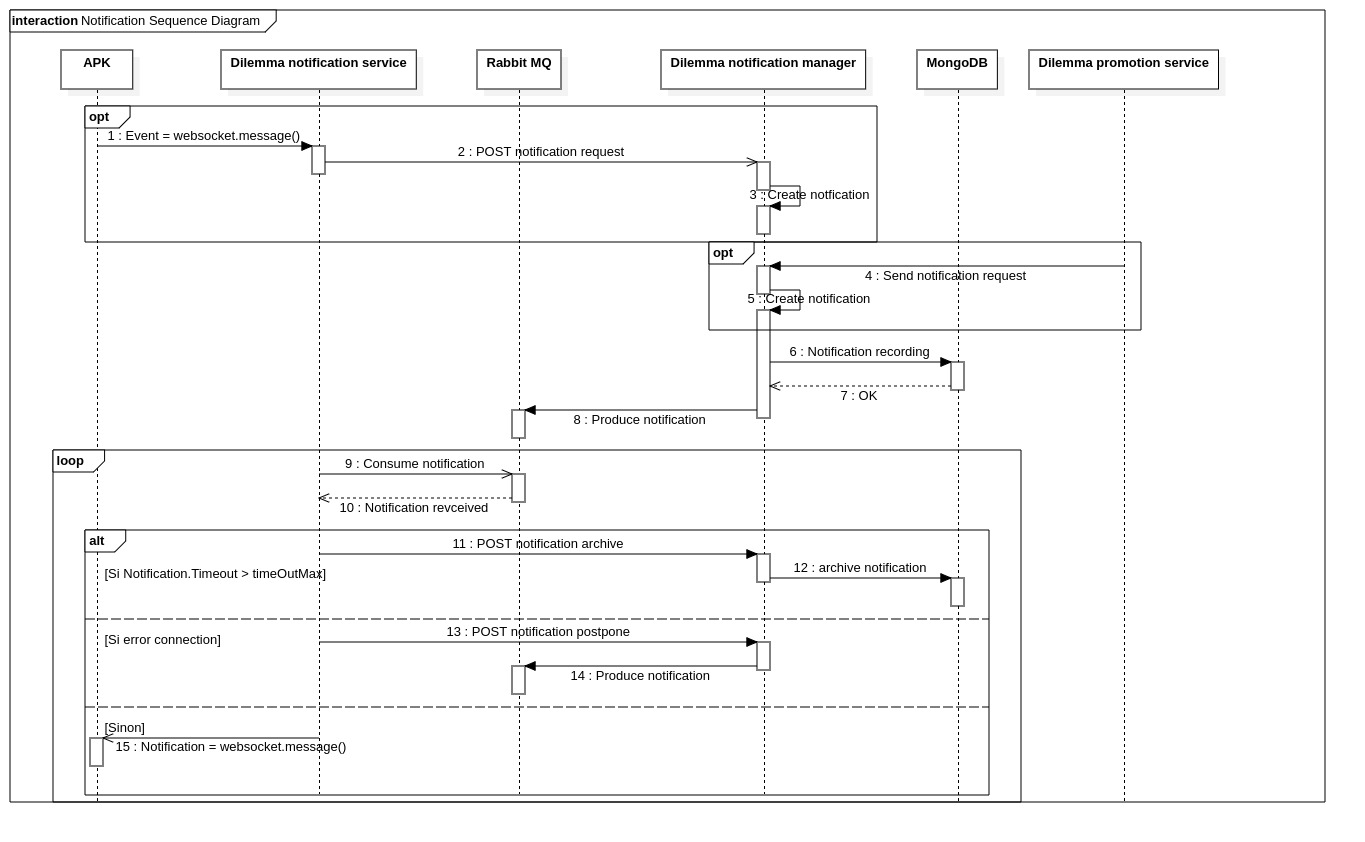 interaction Notification Sequence Diagram
APK
Dilemma notification service
Rabbit MQ
Dilemma notification manager
MongoDB
Dilemma promotion service
opt
1 : Event = websocket.message()
2 : POST notification request
3 : Create notfication
opt
4 : Send notification request
5 : Create notification
6 : Notification recording
7 : OK
8 : Produce notification
loop
9 : Consume notification
10 : Notification revceived
alt
11 : POST notification archive
[Si Notification.Timeout > timeOutMax]
12 : archive notification
13 : POST notification postpone
[Si error connection]
14 : Produce notification
[Sinon]
15 : Notification = websocket.message()